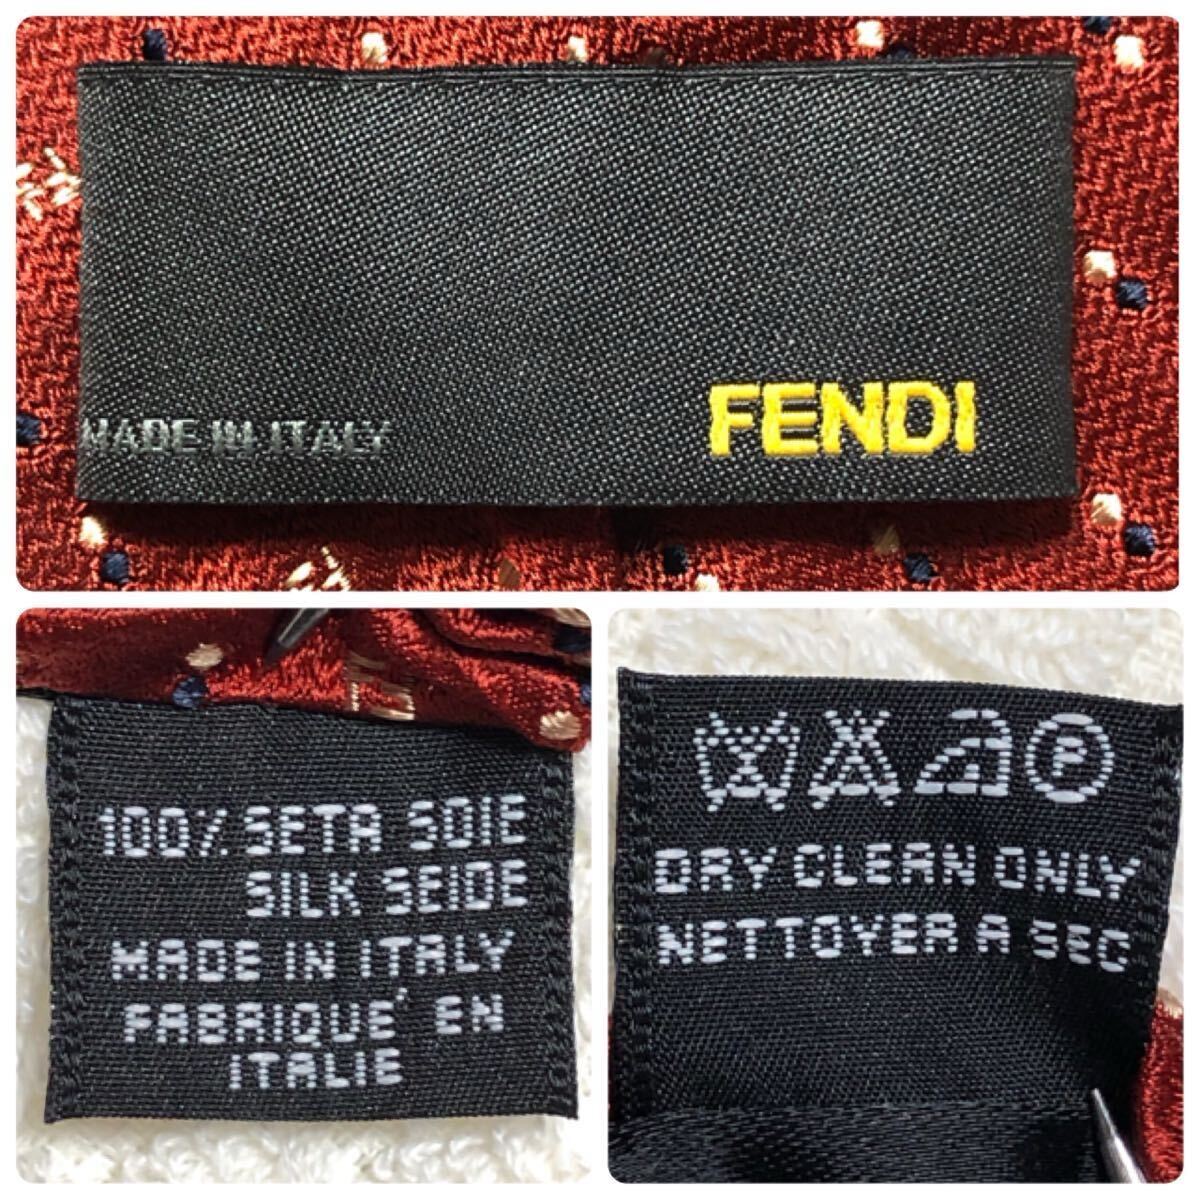 MADE IN ITALY
FENDI
100% SETA SOIE
SILK SEIDE
MADE IN ITALY
FABRIQUE' EN
ITALIE
P
DRY CLEAN ONLY
NETTOYER A SEC